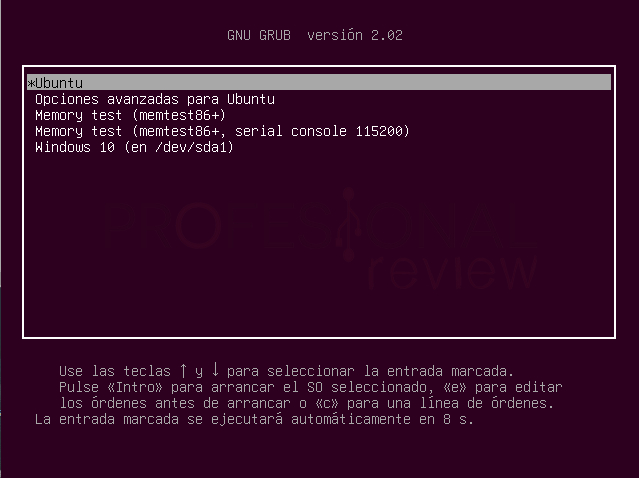 GNU GRUB versión 2.02
*Ubuntu
Opciones avanzadas para Ubuntu
Memory test (memtest86+)
Memory test (memtest86+, serial console 115200)
Windows 10 (en /dev/sda1)
PROFESIONAL
review
Use las teclas ↑ y ↓ para seleccionar la entrada marcada.
Pulse «Intro» para arrancar el SO seleccionado, «e» para editar
los órdenes antes de arrancar o «c» para una línea de órdenes.
La entrada marcada se ejecutará automáticamente en 8 s.